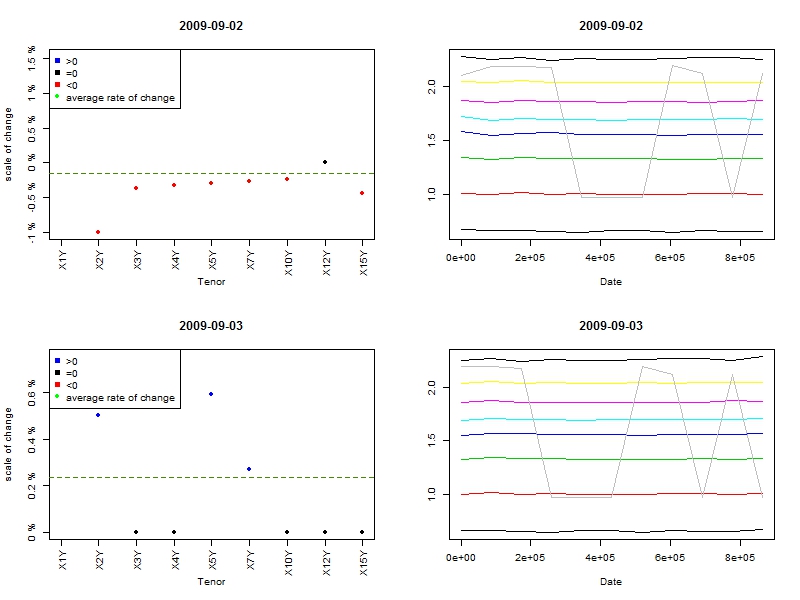 2009-09-02
scale of change
1.5 %
1 %
0.5 %
0 %
-0.5 %
-1 %
>0
=0
<0
average rate of change
X1Y X2Y X3Y X4Y X5Y X7Y X10Y X12Y X15Y
Tenor
2009-09-02
2.0
1.5
1.0
0e+00 2e+05 4e+05 6e+05 8e+05
Date
2009-09-03
scale of change
0.6 %
0.4 %
0.2 %
0 %
>0
=0
<0
average rate of change
X1Y X2Y X3Y X4Y X5Y X7Y X10Y X12Y X15Y
Tenor
2009-09-03
2.0
1.5
1.0
0e+00 2e+05 4e+05 6e+05 8e+05
Date